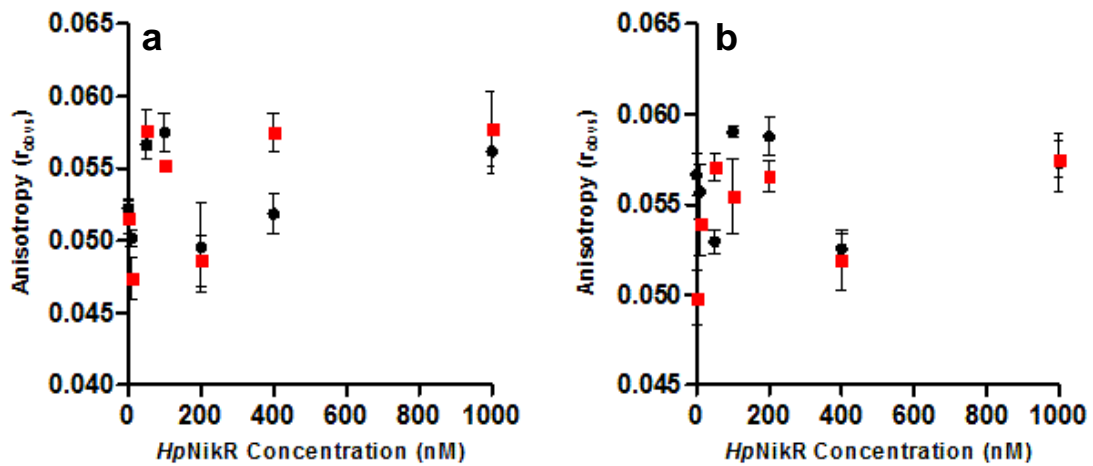 a
0.065
0.060
0.055
0.050
0.045
0.040
Anisotropy (r_obvs)
0 200 400 600 800 1000
HpNikR Concentration (nM)
b
0.065
0.060
0.055
0.050
0.045
Anisotropy (r_obvs)
0 200 400 600 800 1000
HpNikR Concentration (nM)